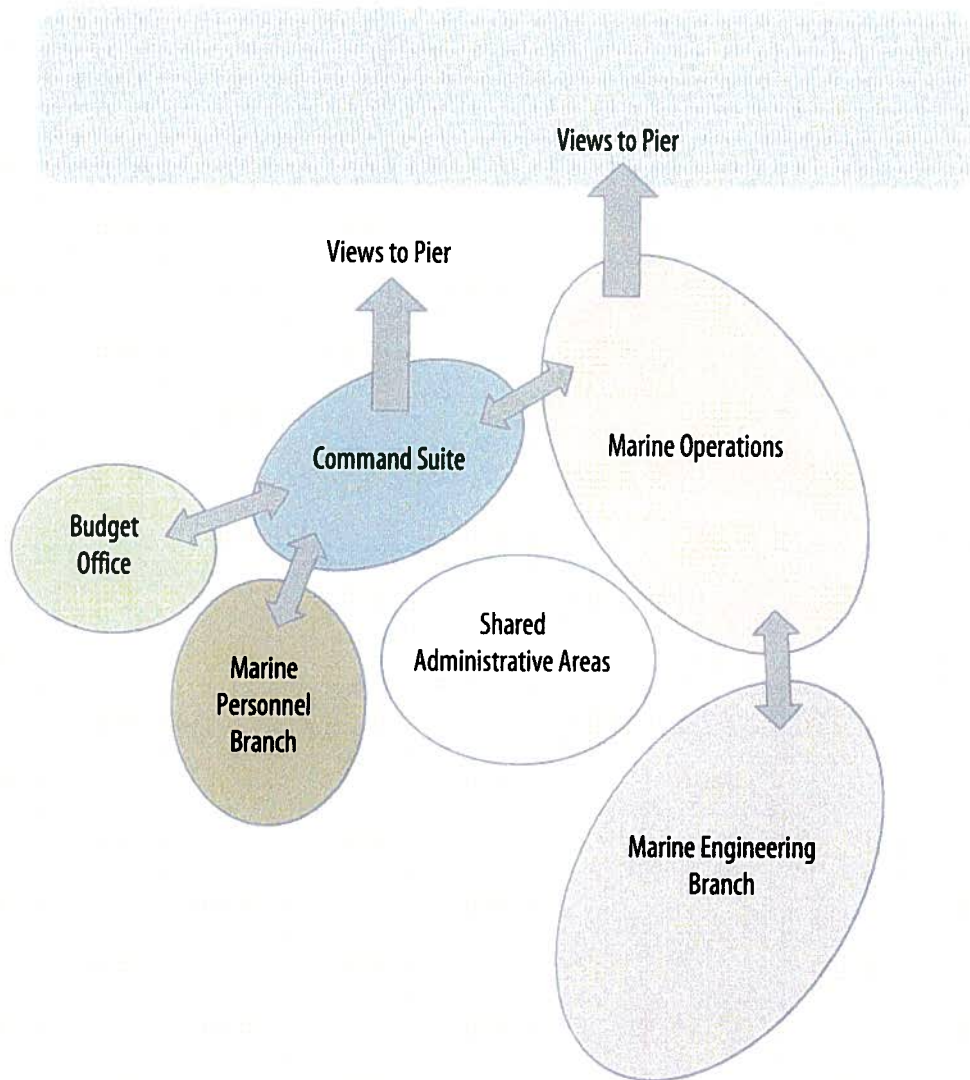 Views to Pier
Views to Pier
Command Suite
Marine Operations
Budget
Office
Shared
Administrative Areas
Marine
Personnel
Branch
Marine Engineering
Branch